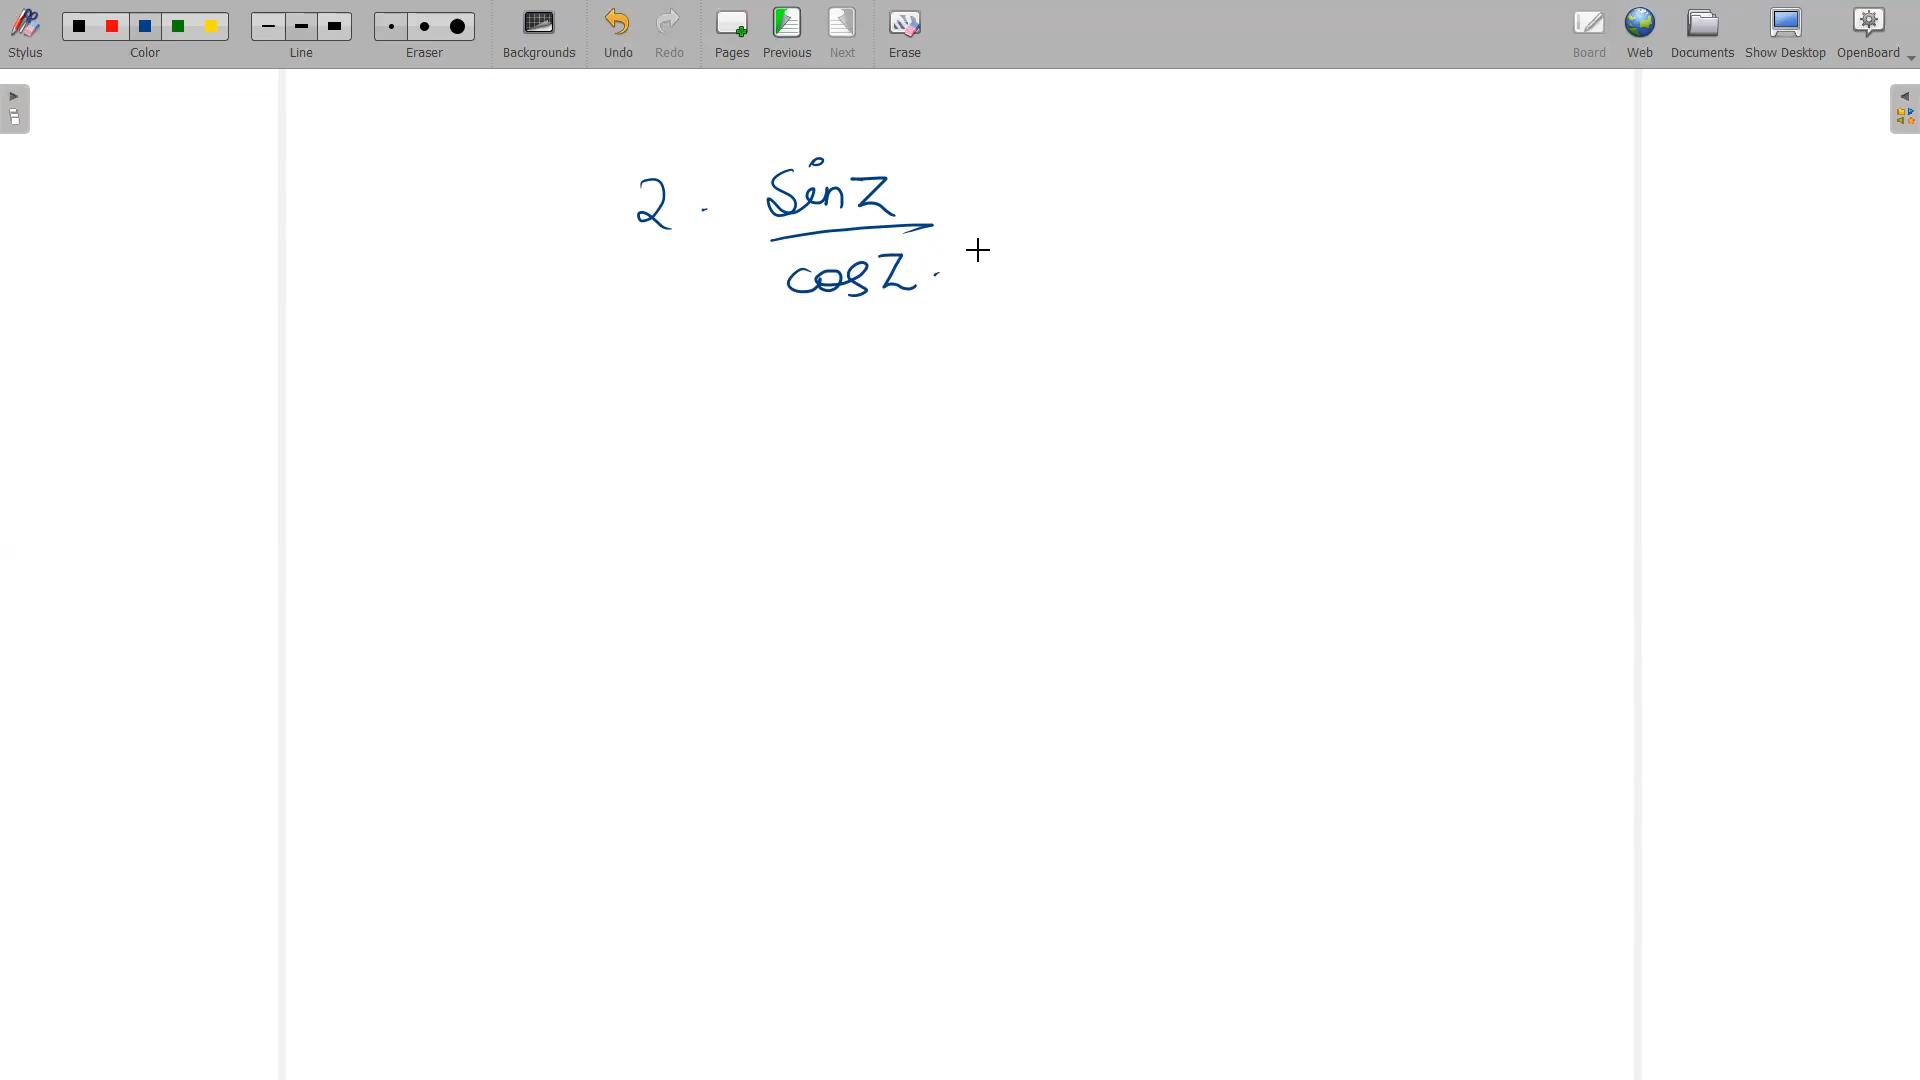 Stylus Color Line Eraser Backgrounds Undo Redo Pages Previous Next Erase Board Web Documents Show Desktop OpenBoard
2. sin z
cos z.